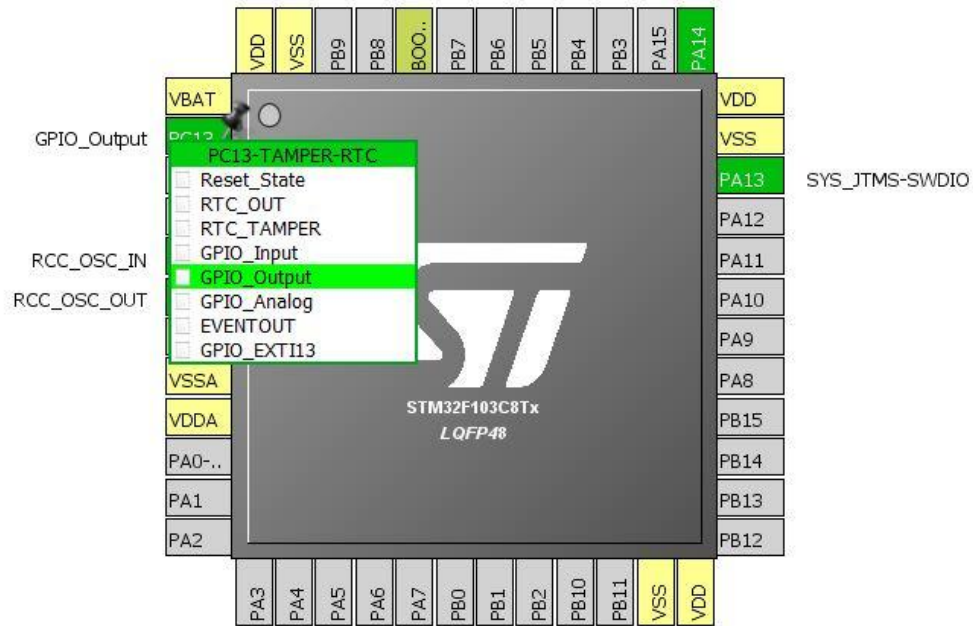 VDD
VSS
PB9
PB8
BOO..
PB7
PB6
PB5
PB4
PB3
PA15
PA14
VBAT
VDD
GPIO_Output
PC13
VSS
PC13-TAMPER-RTC
Reset_State
RTC_OUT
RTC_TAMPER
GPIO_Input
GPIO_Output
GPIO_Analog
EVENTOUT
GPIO_EXTI13
PA13
SYS_JTMS-SWDIO
PA12
RCC_OSC_IN
PA11
RCC_OSC_OUT
PA10
PA9
VSSA
PA8
VDDA
PB15
PA0-..
PB14
PA1
PB13
PA2
PB12
ST
STM32F103C8Tx
LQFP48
PA3
PA4
PA5
PA6
PA7
PB0
PB1
PB2
PB10
PB11
VSS
VDD